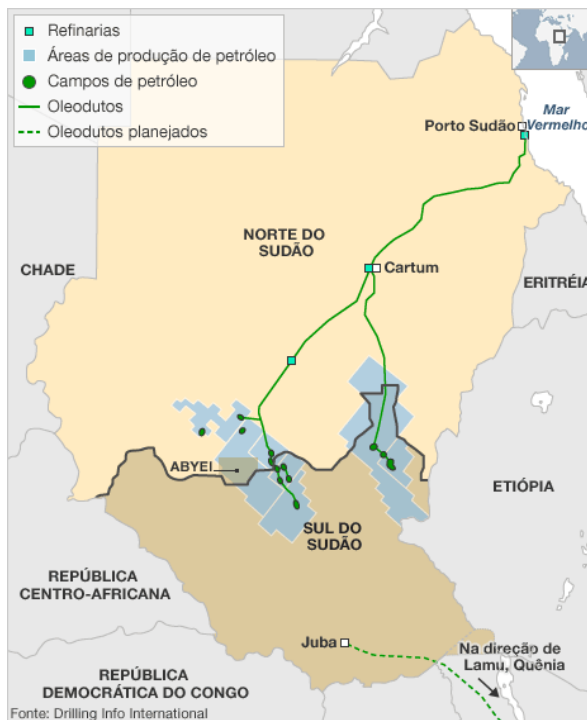 Refinarias
Áreas de produção de petróleo
Campos de petróleo
Oleodutos
Oleodutos planejados
Mar
Vermelho
Porto Sudão
NORTE DO
SUDÃO
CHADE
Cartum
ERITRÉIA
ABYEI
ETIÓPIA
SUL DO
SUDÃO
REPÚBLICA
CENTRO-AFRICANA
Juba
Na direção de
Lamu, Quênia
REPÚBLICA
DEMOCRÁTICA DO CONGO
Fonte: Drilling Info International